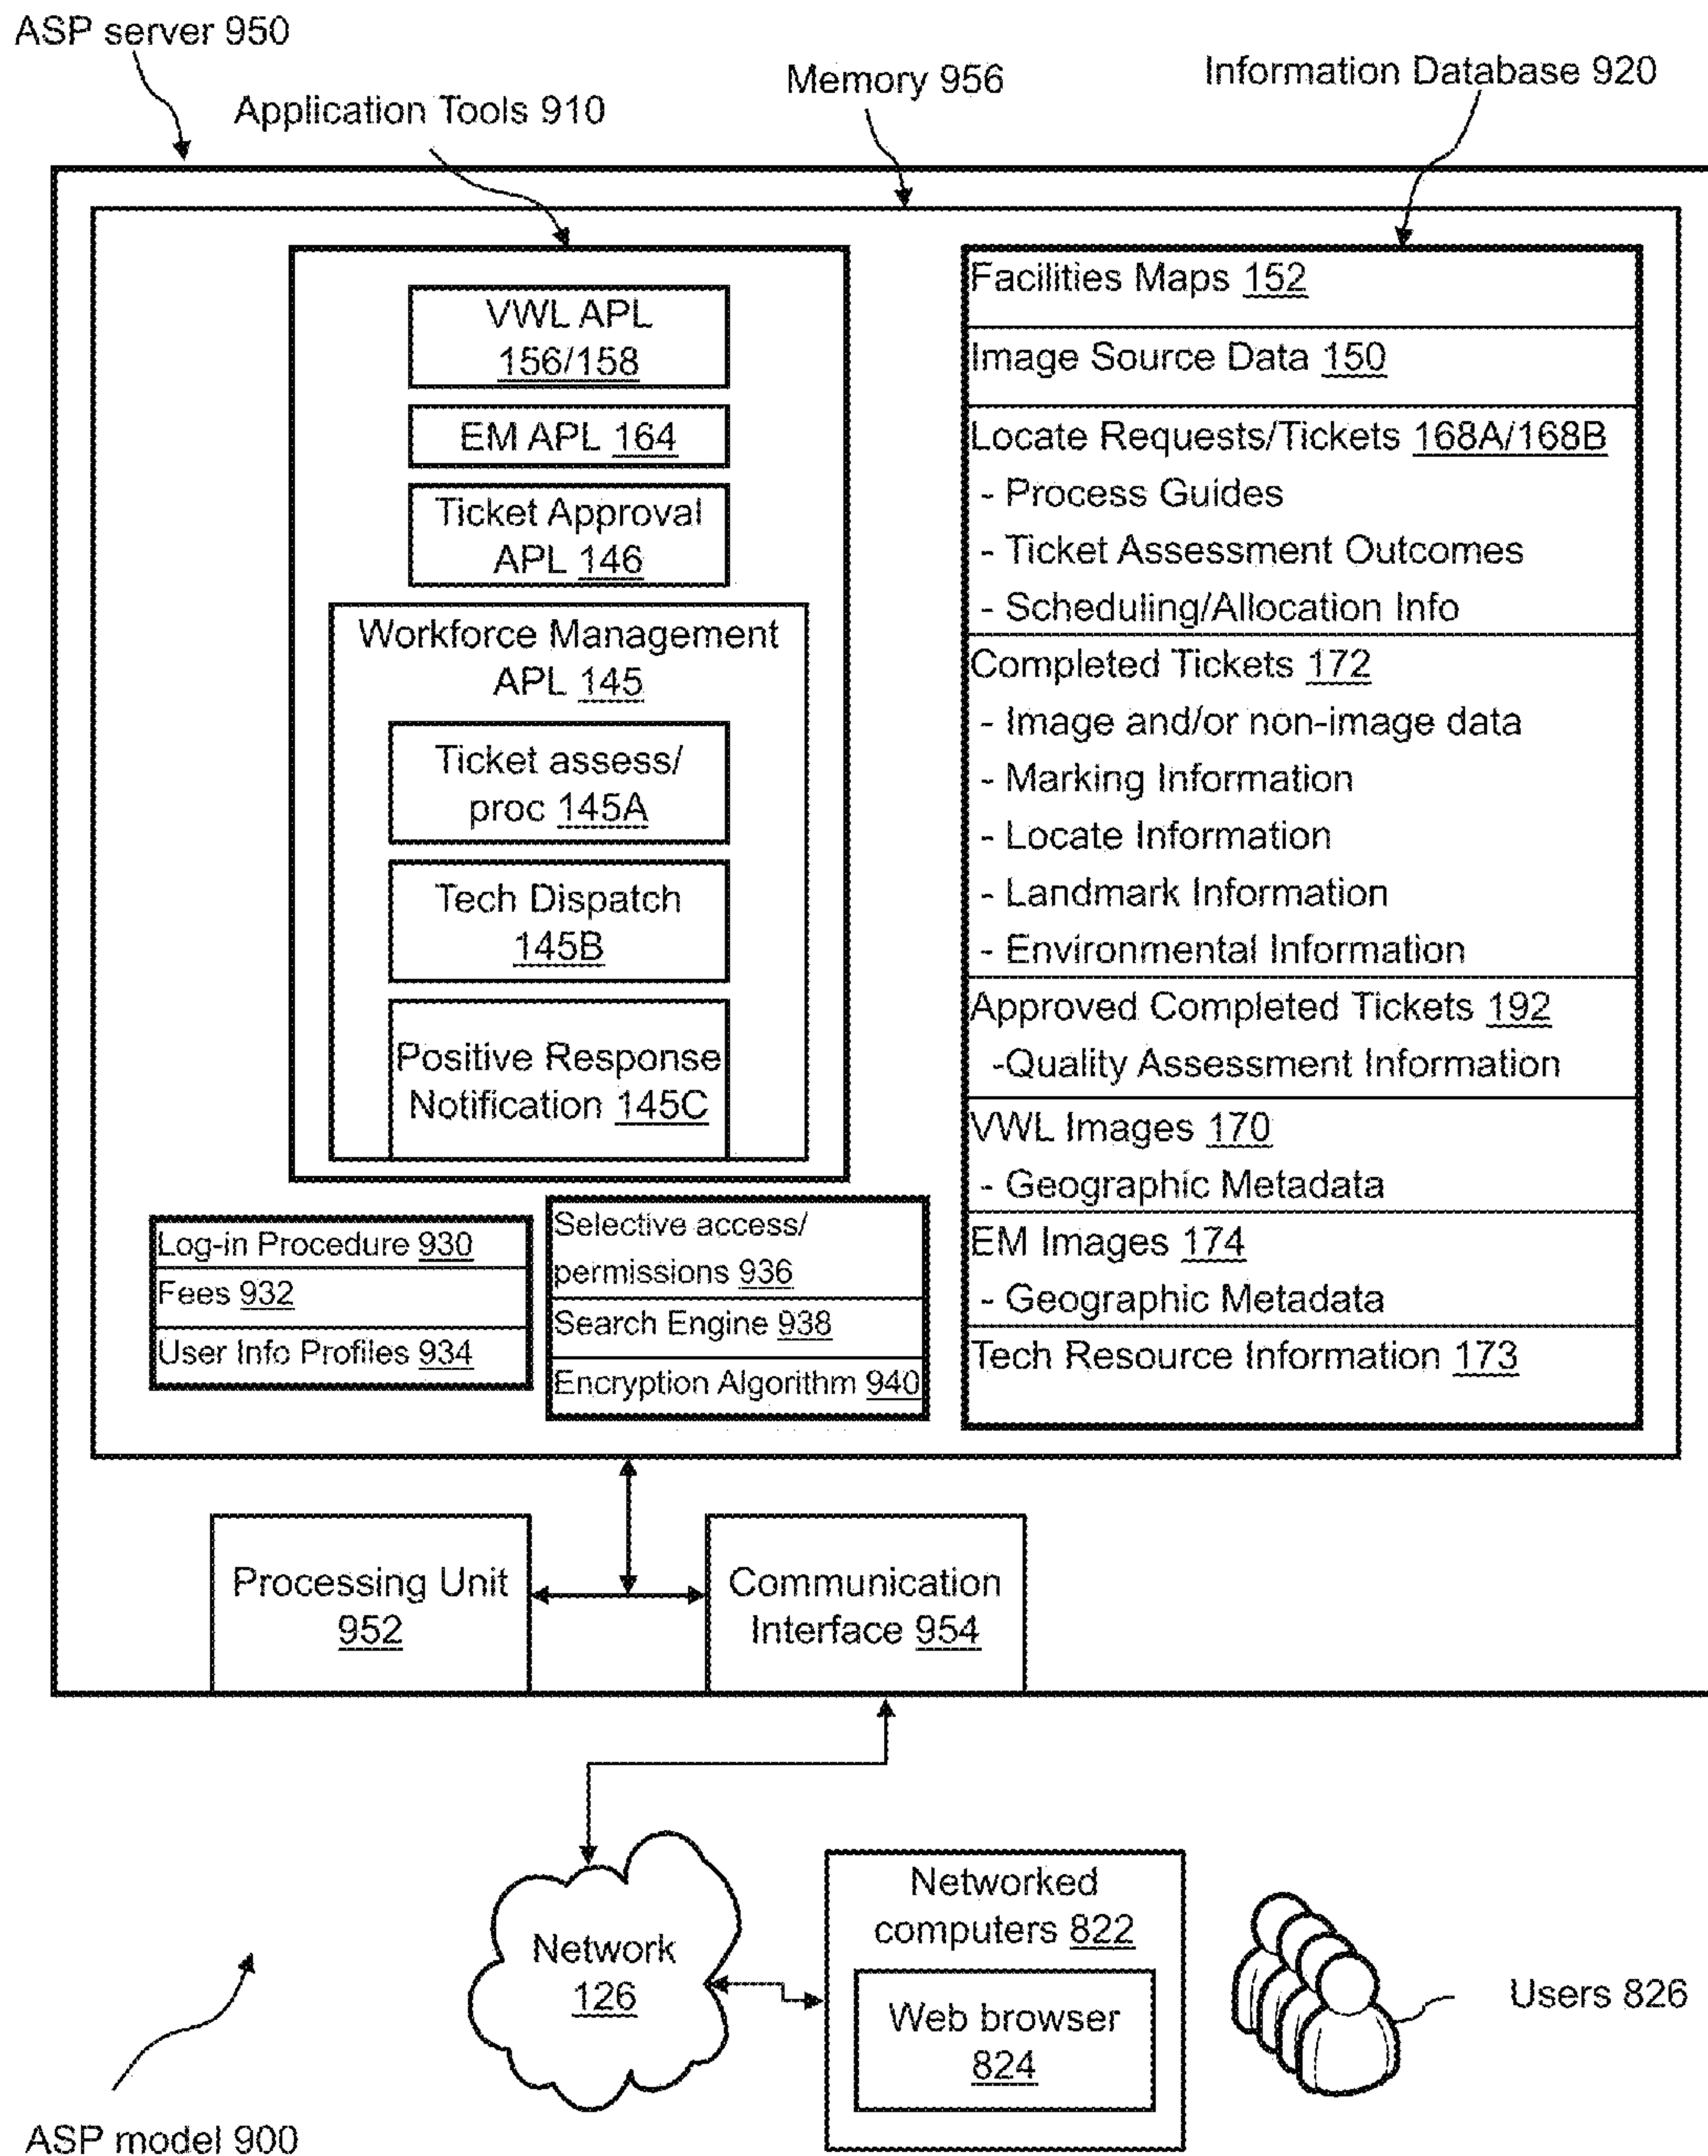 ASP server 950
Application Tools 910
Memory 956
Information Database 920
VWL APL
156/158
EM APL 164
Ticket Approval
APL 146
Workforce Management
APL 145
Ticket assess/
proc 145A
Tech Dispatch
145B
Positive Response
Notification 145C
Facilities Maps 152
Image Source Data 150
Locate Requests/Tickets 168A/168B
- Process Guides
- Ticket Assessment Outcomes
- Scheduling/Allocation Info
Completed Tickets 172
- Image and/or non-image data
- Marking Information
- Locate Information
- Landmark Information
- Environmental Information
Approved Completed Tickets 192
-Quality Assessment Information
VWL Images 170
- Geographic Metadata
EM Images 174
- Geographic Metadata
Tech Resource Information 173
Log-in Procedure 930
Fees 932
User Info Profiles 934
Selective access/
permissions 936
Search Engine 938
Encryption Algorithm 940
Processing Unit
952
Communication
Interface 954
Network
126
Networked
computers 822
Web browser
824
Users 826
ASP model 900